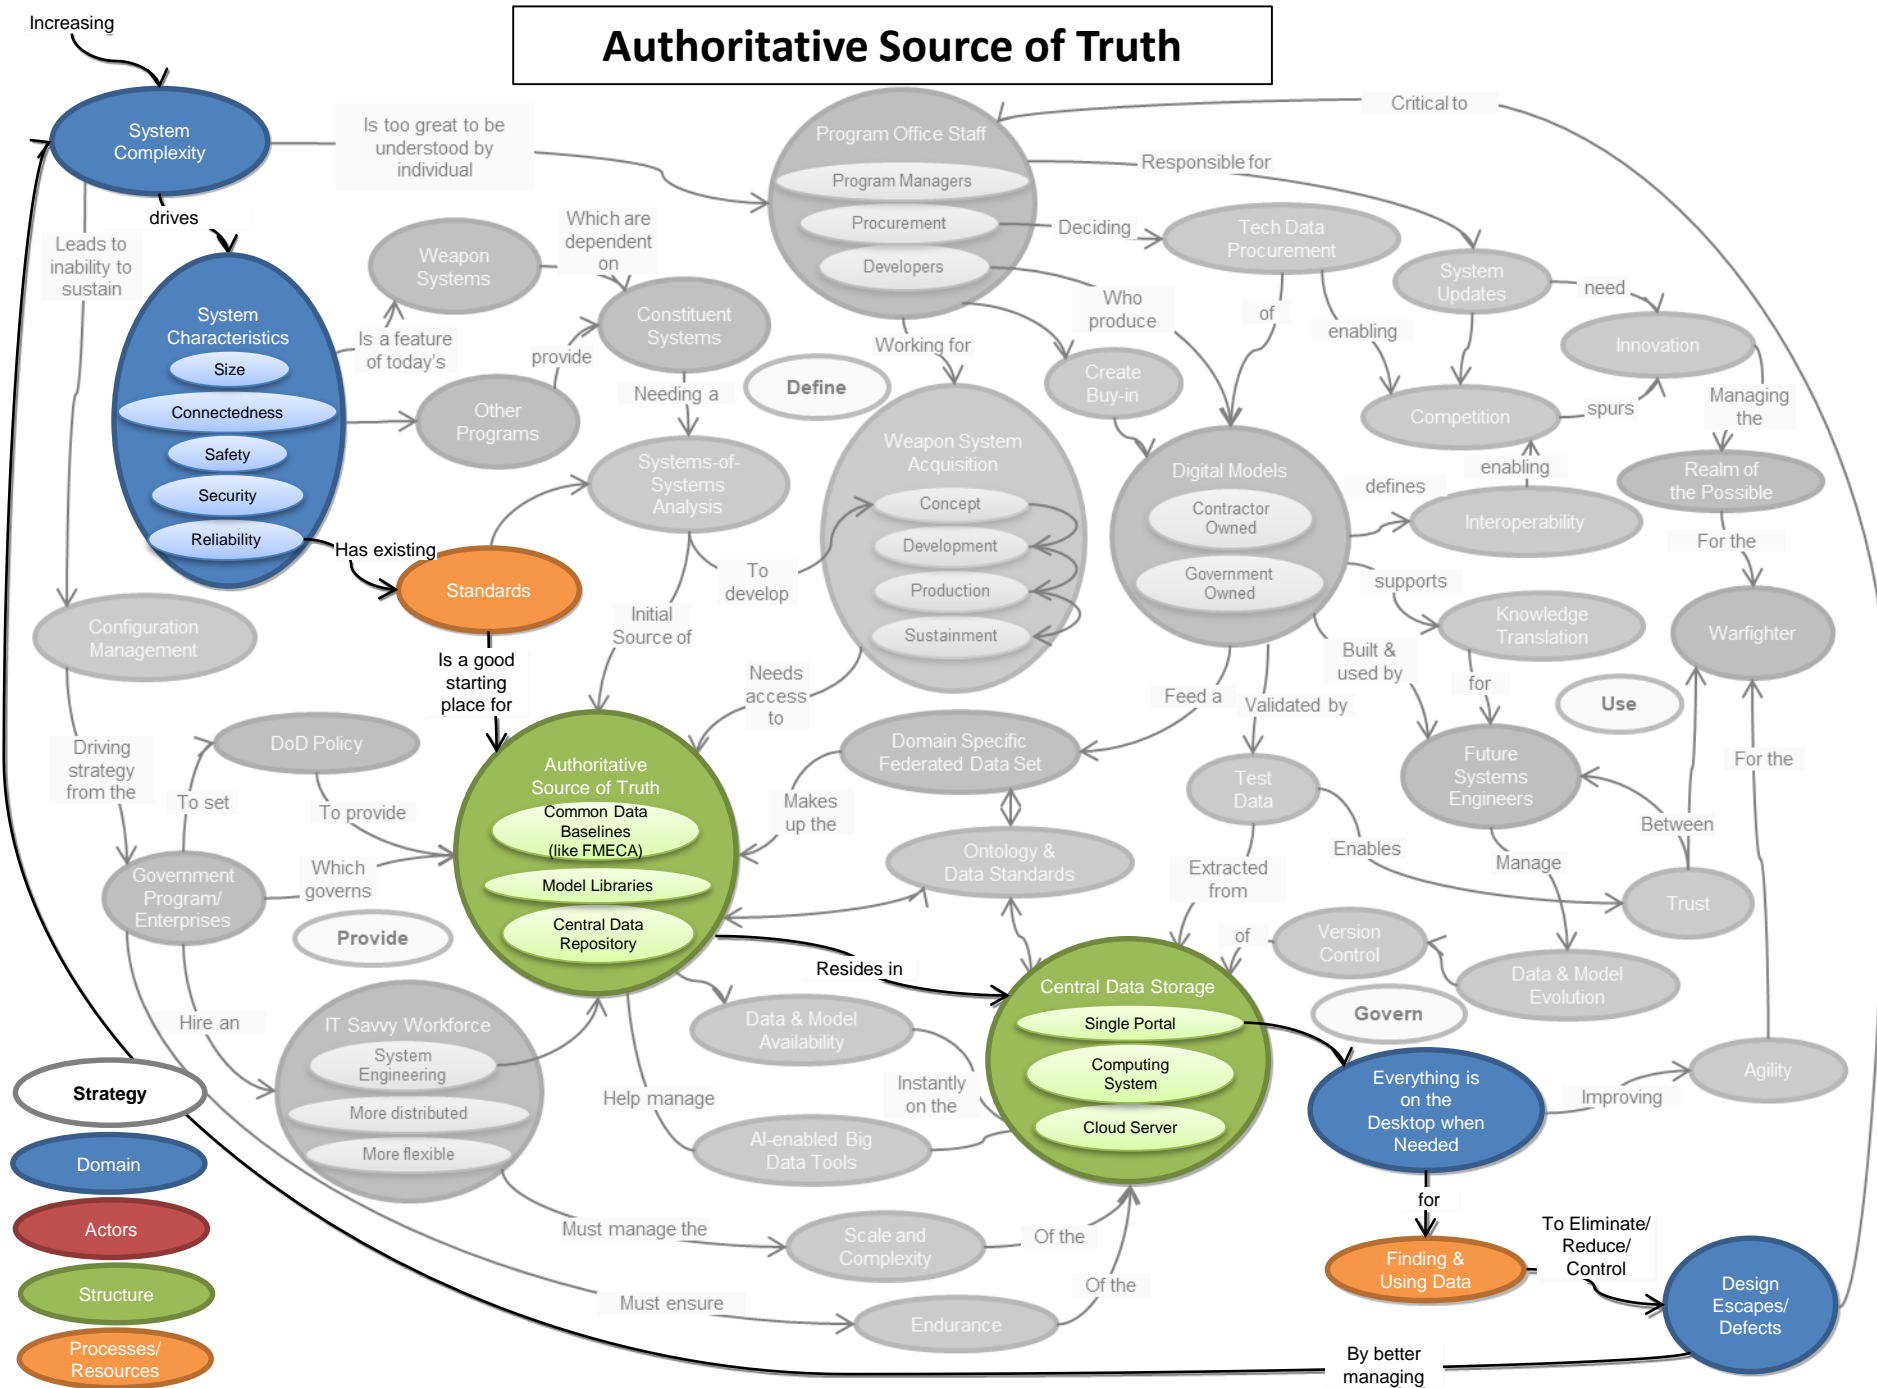 Increasing
Authoritative Source of Truth
System
Complexity
Is too great to be
understood by
individual
Program Office Staff
Program Managers
Procurement
Developers
Critical to
Responsible for
drives
Leads to
inability to
sustain
Which are
dependent
on
Weapon
Systems
Deciding
Tech Data
Procurement
System
Updates
need
System
Characteristics
Size
Connectedness
Safety
Security
Reliability
Is a feature
of today's
provide
Constituent
Systems
Working for
Who
produce
of
enabling
Innovation
Create
Buy-in
Needing a
Define
Other
Programs
Competition
spurs
Managing
the
Systems-of-
Systems
Analysis
Weapon System
Acquisition
Concept
Development
Production
Sustainment
Digital Models
Contractor
Owned
Government
Owned
defines
enabling
Interoperability
Realm of
the Possible
For the
Has existing
Standards
To
develop
supports
Knowledge
Translation
Warfighter
Configuration
Management
Initial
Source of
Is a good
starting
place for
Needs
access
to
Feed a
Validated by
Built &
used by
for
Use
Driving
strategy
from the
DoD Policy
To set
To provide
Authoritative
Source of Truth
Common Data
Baselines
(like FMECA)
Model Libraries
Central Data
Repository
Domain Specific
Federated Data Set
Makes
up the
Test
Data
Future
Systems
Engineers
For the
Between
Which
governs
Government
Program/
Enterprises
Ontology &
Data Standards
Extracted
from
Enables
Manage
Trust
Provide
Resides in
of
Version
Control
Data & Model
Evolution
Central Data Storage
Single Portal
Computing
System
Cloud Server
Govern
Hire an
IT Savvy Workforce
System
Engineering
More distributed
More flexible
Data & Model
Availability
Instantly
on the
Help manage
AI-enabled Big
Data Tools
Everything is
on the
Desktop when
Needed
Improving
Agility
Strategy
Domain
Actors
Structure
Processes/
Resources
Must manage the
Scale and
Complexity
Of the
for
Finding &
Using Data
To Eliminate/
Reduce/
Control
Design
Escapes/
Defects
Must ensure
Endurance
Of the
By better
managing